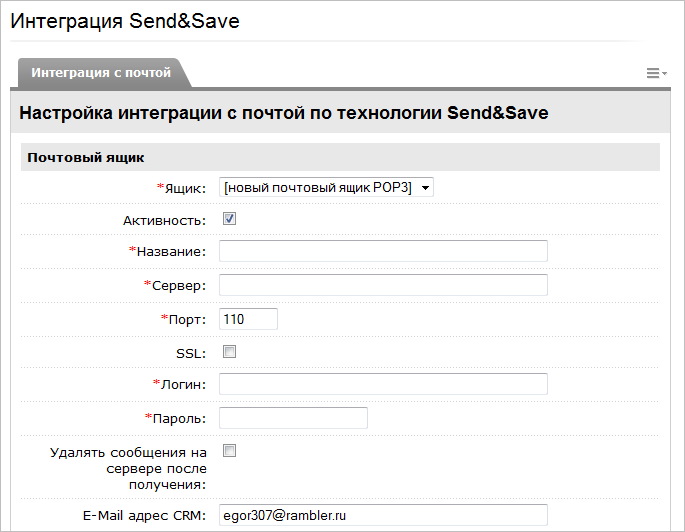 Интеграция Send&Save
Интеграция с почтой
Настройка интеграции с почтой по технологии Send&Save
Почтовый ящик
*Ящик: [новый почтовый ящик POP3]
Активность:
*Название:
*Сервер:
*Порт: 110
SSL:
*Логин:
*Пароль:
Удалять сообщения на
сервере после
получения:
E-Mail адрес CRM: egor307@rambler.ru